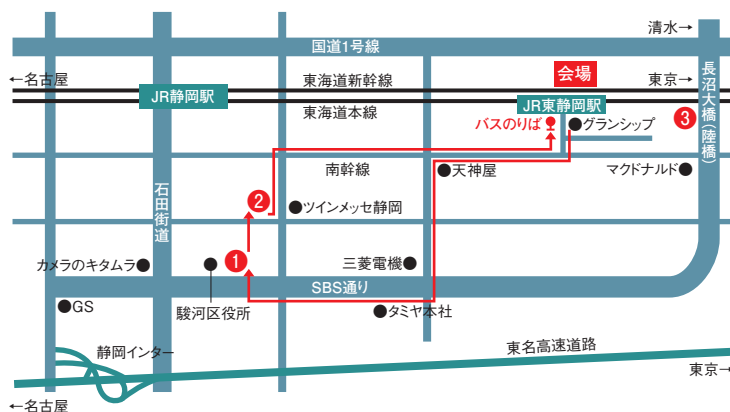 清水→
国道1号線
会場
←名古屋
東海道新幹線
東京→
JR静岡駅
JR東静岡駅
長沼大橋(陸橋)
東海道本線
バスのりば
●グランシップ
3
南幹線
●天神屋
マクドナルド●
石田街道
2
●ツインメッセ静岡
1
カメラのキタムラ●
三菱電機●
SBS通り
●GS
駿河区役所
●タミヤ本社
静岡インター
東名高速道路
東京→
←名古屋